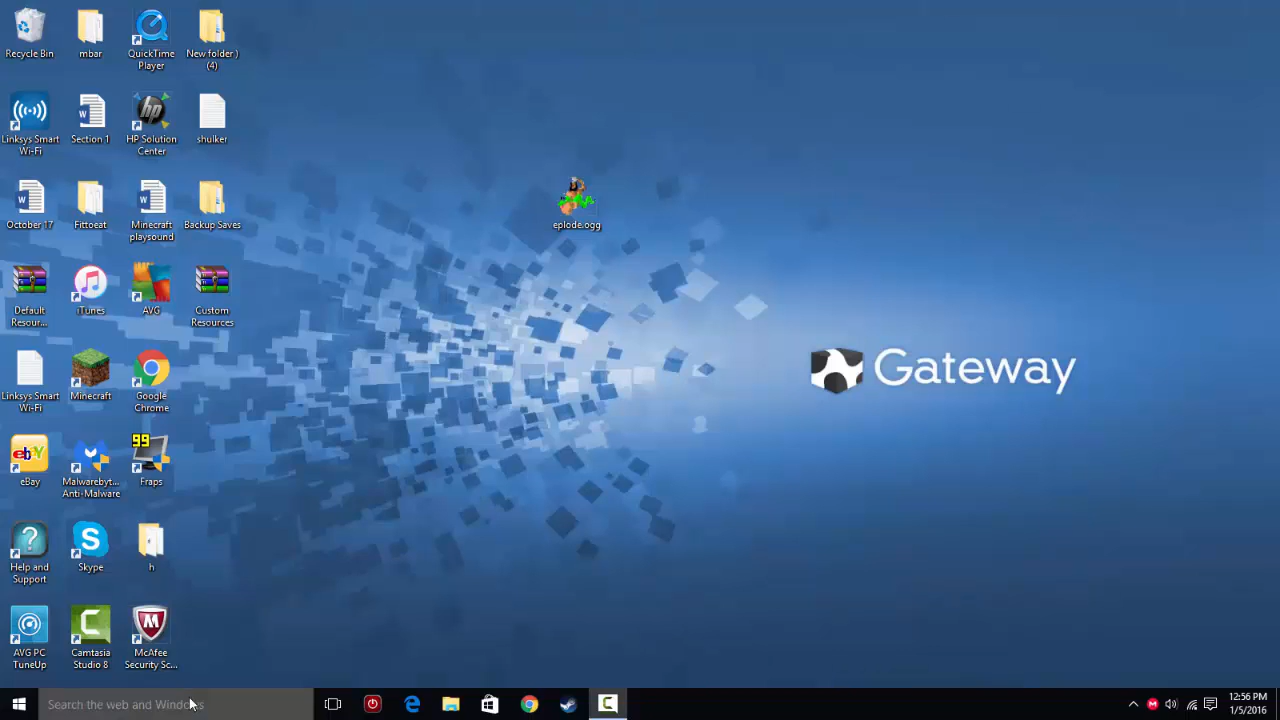 Recycle Bin
mbar
QuickTime
Player
New folder )
(4)
Linksys Smart
Wi-Fi
Section 1
HP Solution
Center
shulker
October 17
Fittoeat
Minecraft
playsound
Backup Saves
eplode.ogg
Default
Resour...
iTunes
AVG
Custom
Resources
Gateway
Linksys Smart
Wi-Fi
Minecraft
Google
Chrome
eBay
Malwarebyt...
Anti-Malware
99
Fraps
Help and
Support
Skype
h
AVG PC
TuneUp
Camtasia
Studio 8
McAfee
Security Sc...
Search the web and Windows
12:56 PM
1/5/2016